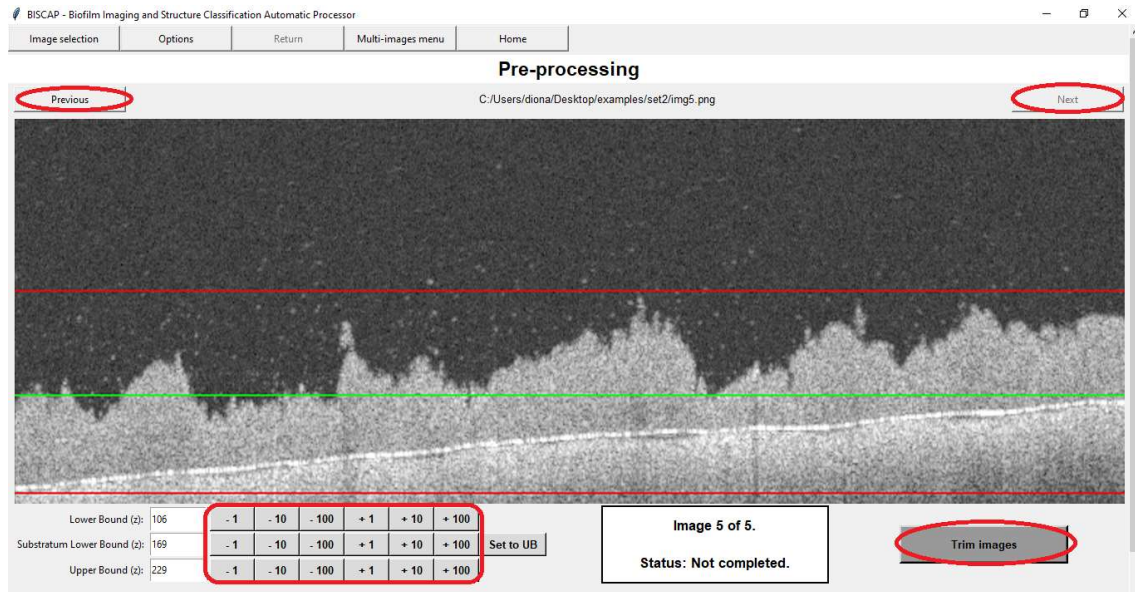 BISCAP - Biofilm Imaging and Structure Classification Automatic Processor
Image selection Options Return Multi-images menu Home
Pre-processing
Previous C:/Users/diona/Desktop/examples/set2/img5.png Next
Lower Bound (z): 106 - 1 - 10 - 100 + 1 + 10 + 100
Substratum Lower Bound (z): 169 - 1 - 10 - 100 + 1 + 10 + 100 Set to UB
Upper Bound (z): 229 - 1 - 10 - 100 + 1 + 10 + 100
Image 5 of 5.
Status: Not completed.
Trim images